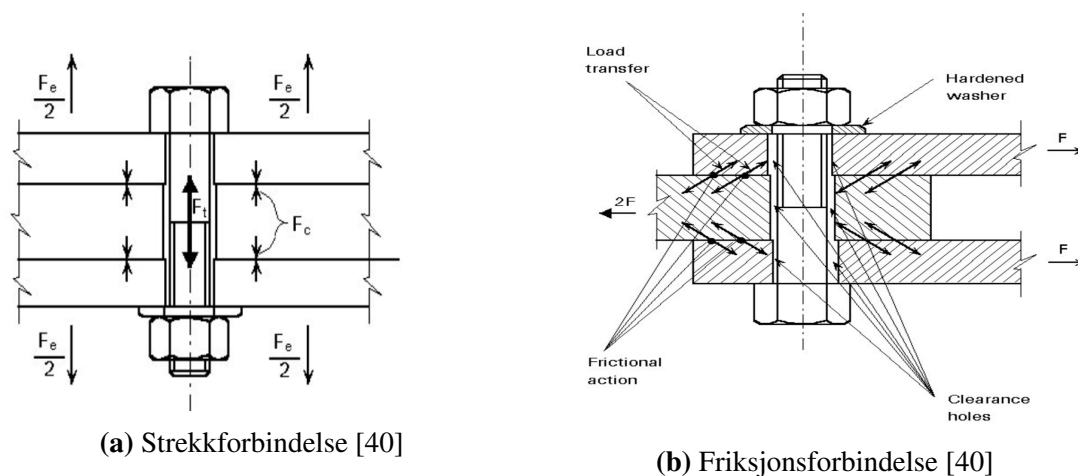 F_e
2
F_e
2
F_t
F_c
F_e
2
F_e
2
(a) Strekkforbindelse [40]
Load
transfer
Hardened
washer
F
2F
F
Frictional
action
Clearance
holes
(b) Friksjonsforbindelse [40]